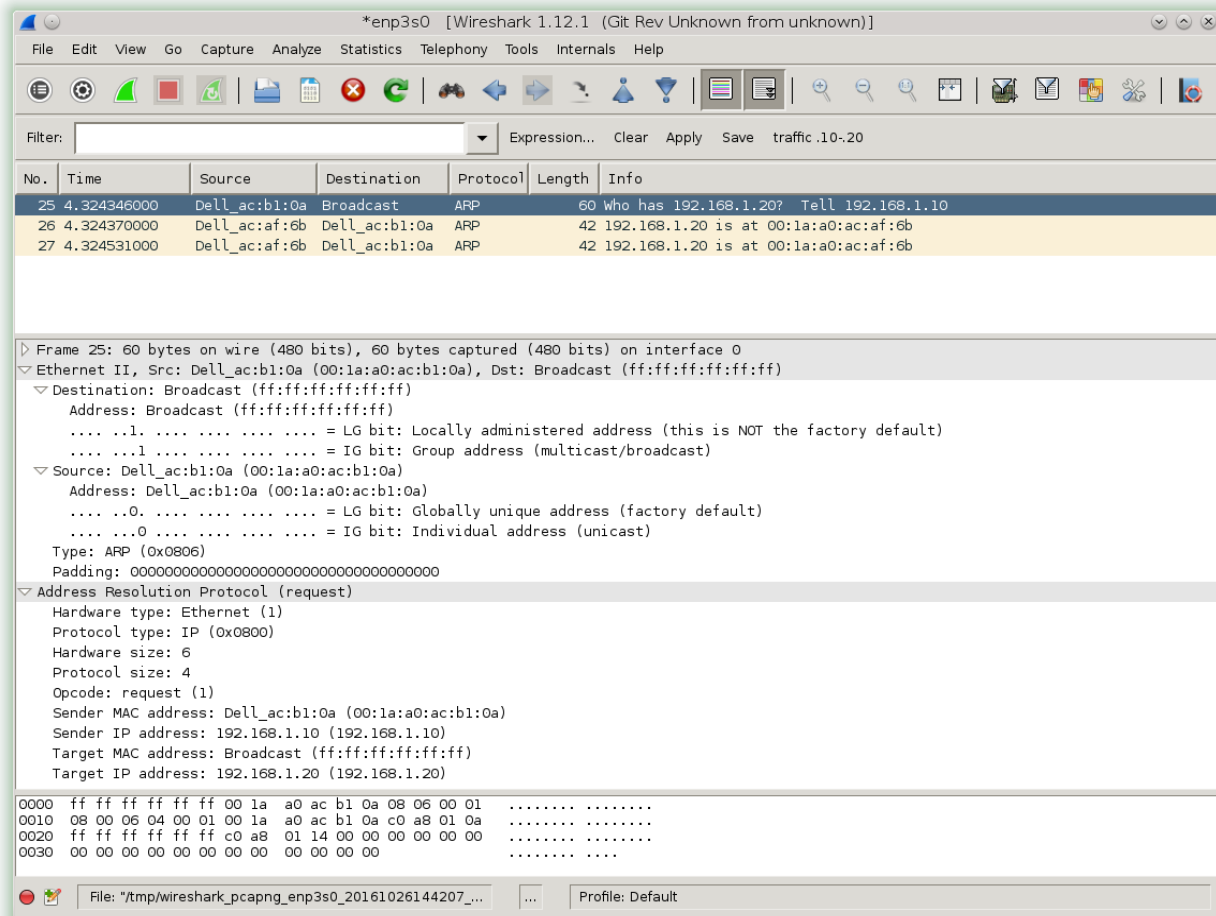 *enp3s0 [Wireshark 1.12.1 (Git Rev Unknown from unknown)]
File Edit View Go Capture Analyze Statistics Telephony Tools Internals Help
Filter: Expression... Clear Apply Save traffic .10-.20
No. Time Source Destination Protocol Length Info
25 4.324346000 Dell_ac:b1:0a Broadcast ARP 60 Who has 192.168.1.20? Tell 192.168.1.10
26 4.324370000 Dell_ac:af:6b Dell_ac:b1:0a ARP 42 192.168.1.20 is at 00:1a:a0:ac:af:6b
27 4.324531000 Dell_ac:af:6b Dell_ac:b1:0a ARP 42 192.168.1.20 is at 00:1a:a0:ac:af:6b
Frame 25: 60 bytes on wire (480 bits), 60 bytes captured (480 bits) on interface 0
Ethernet II, Src: Dell_ac:b1:0a (00:1a:a0:ac:b1:0a), Dst: Broadcast (ff:ff:ff:ff:ff:ff)
Destination: Broadcast (ff:ff:ff:ff:ff:ff)
Address: Broadcast (ff:ff:ff:ff:ff:ff)
.... ..1. .... .... .... .... = LG bit: Locally administered address (this is NOT the factory default)
.... ...1 .... .... .... .... = IG bit: Group address (multicast/broadcast)
Source: Dell_ac:b1:0a (00:1a:a0:ac:b1:0a)
Address: Dell_ac:b1:0a (00:1a:a0:ac:b1:0a)
.... ..0. .... .... .... .... = LG bit: Globally unique address (factory default)
.... ...0 .... .... .... .... = IG bit: Individual address (unicast)
Type: ARP (0x0806)
Padding: 000000000000000000000000000000000000
Address Resolution Protocol (request)
Hardware type: Ethernet (1)
Protocol type: IP (0x0800)
Hardware size: 6
Protocol size: 4
Opcode: request (1)
Sender MAC address: Dell_ac:b1:0a (00:1a:a0:ac:b1:0a)
Sender IP address: 192.168.1.10 (192.168.1.10)
Target MAC address: Broadcast (ff:ff:ff:ff:ff:ff)
Target IP address: 192.168.1.20 (192.168.1.20)
0000 ff ff ff ff ff ff 00 1a a0 ac b1 0a 08 06 00 01 ........ ........
0010 08 00 06 04 00 01 00 1a a0 ac b1 0a c0 a8 01 0a ........ ........
0020 ff ff ff ff ff ff c0 a8 01 14 00 00 00 00 00 00 ........ ........
0030 00 00 00 00 00 00 00 00 00 00 00 00 ........ ....
File: "/tmp/wireshark_pcapng_enp3s0_20161026144207_... ... Profile: Default